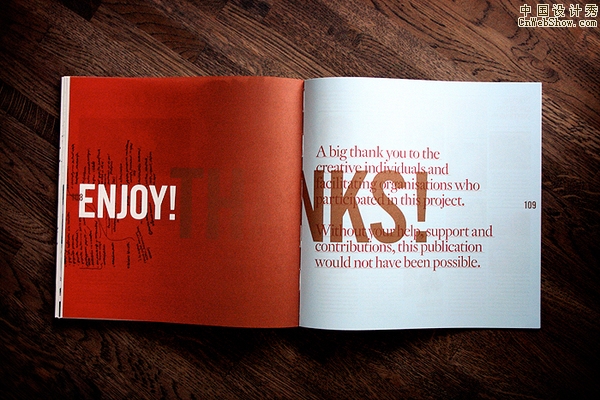 中国设计秀
CnWebShow.com
ENJOY!
THANKS!
A big thank you to the
creative individuals and
facilitating organisations who
participated in this project.
Without your help, support and
contributions, this publication
would not have been possible.
108
109